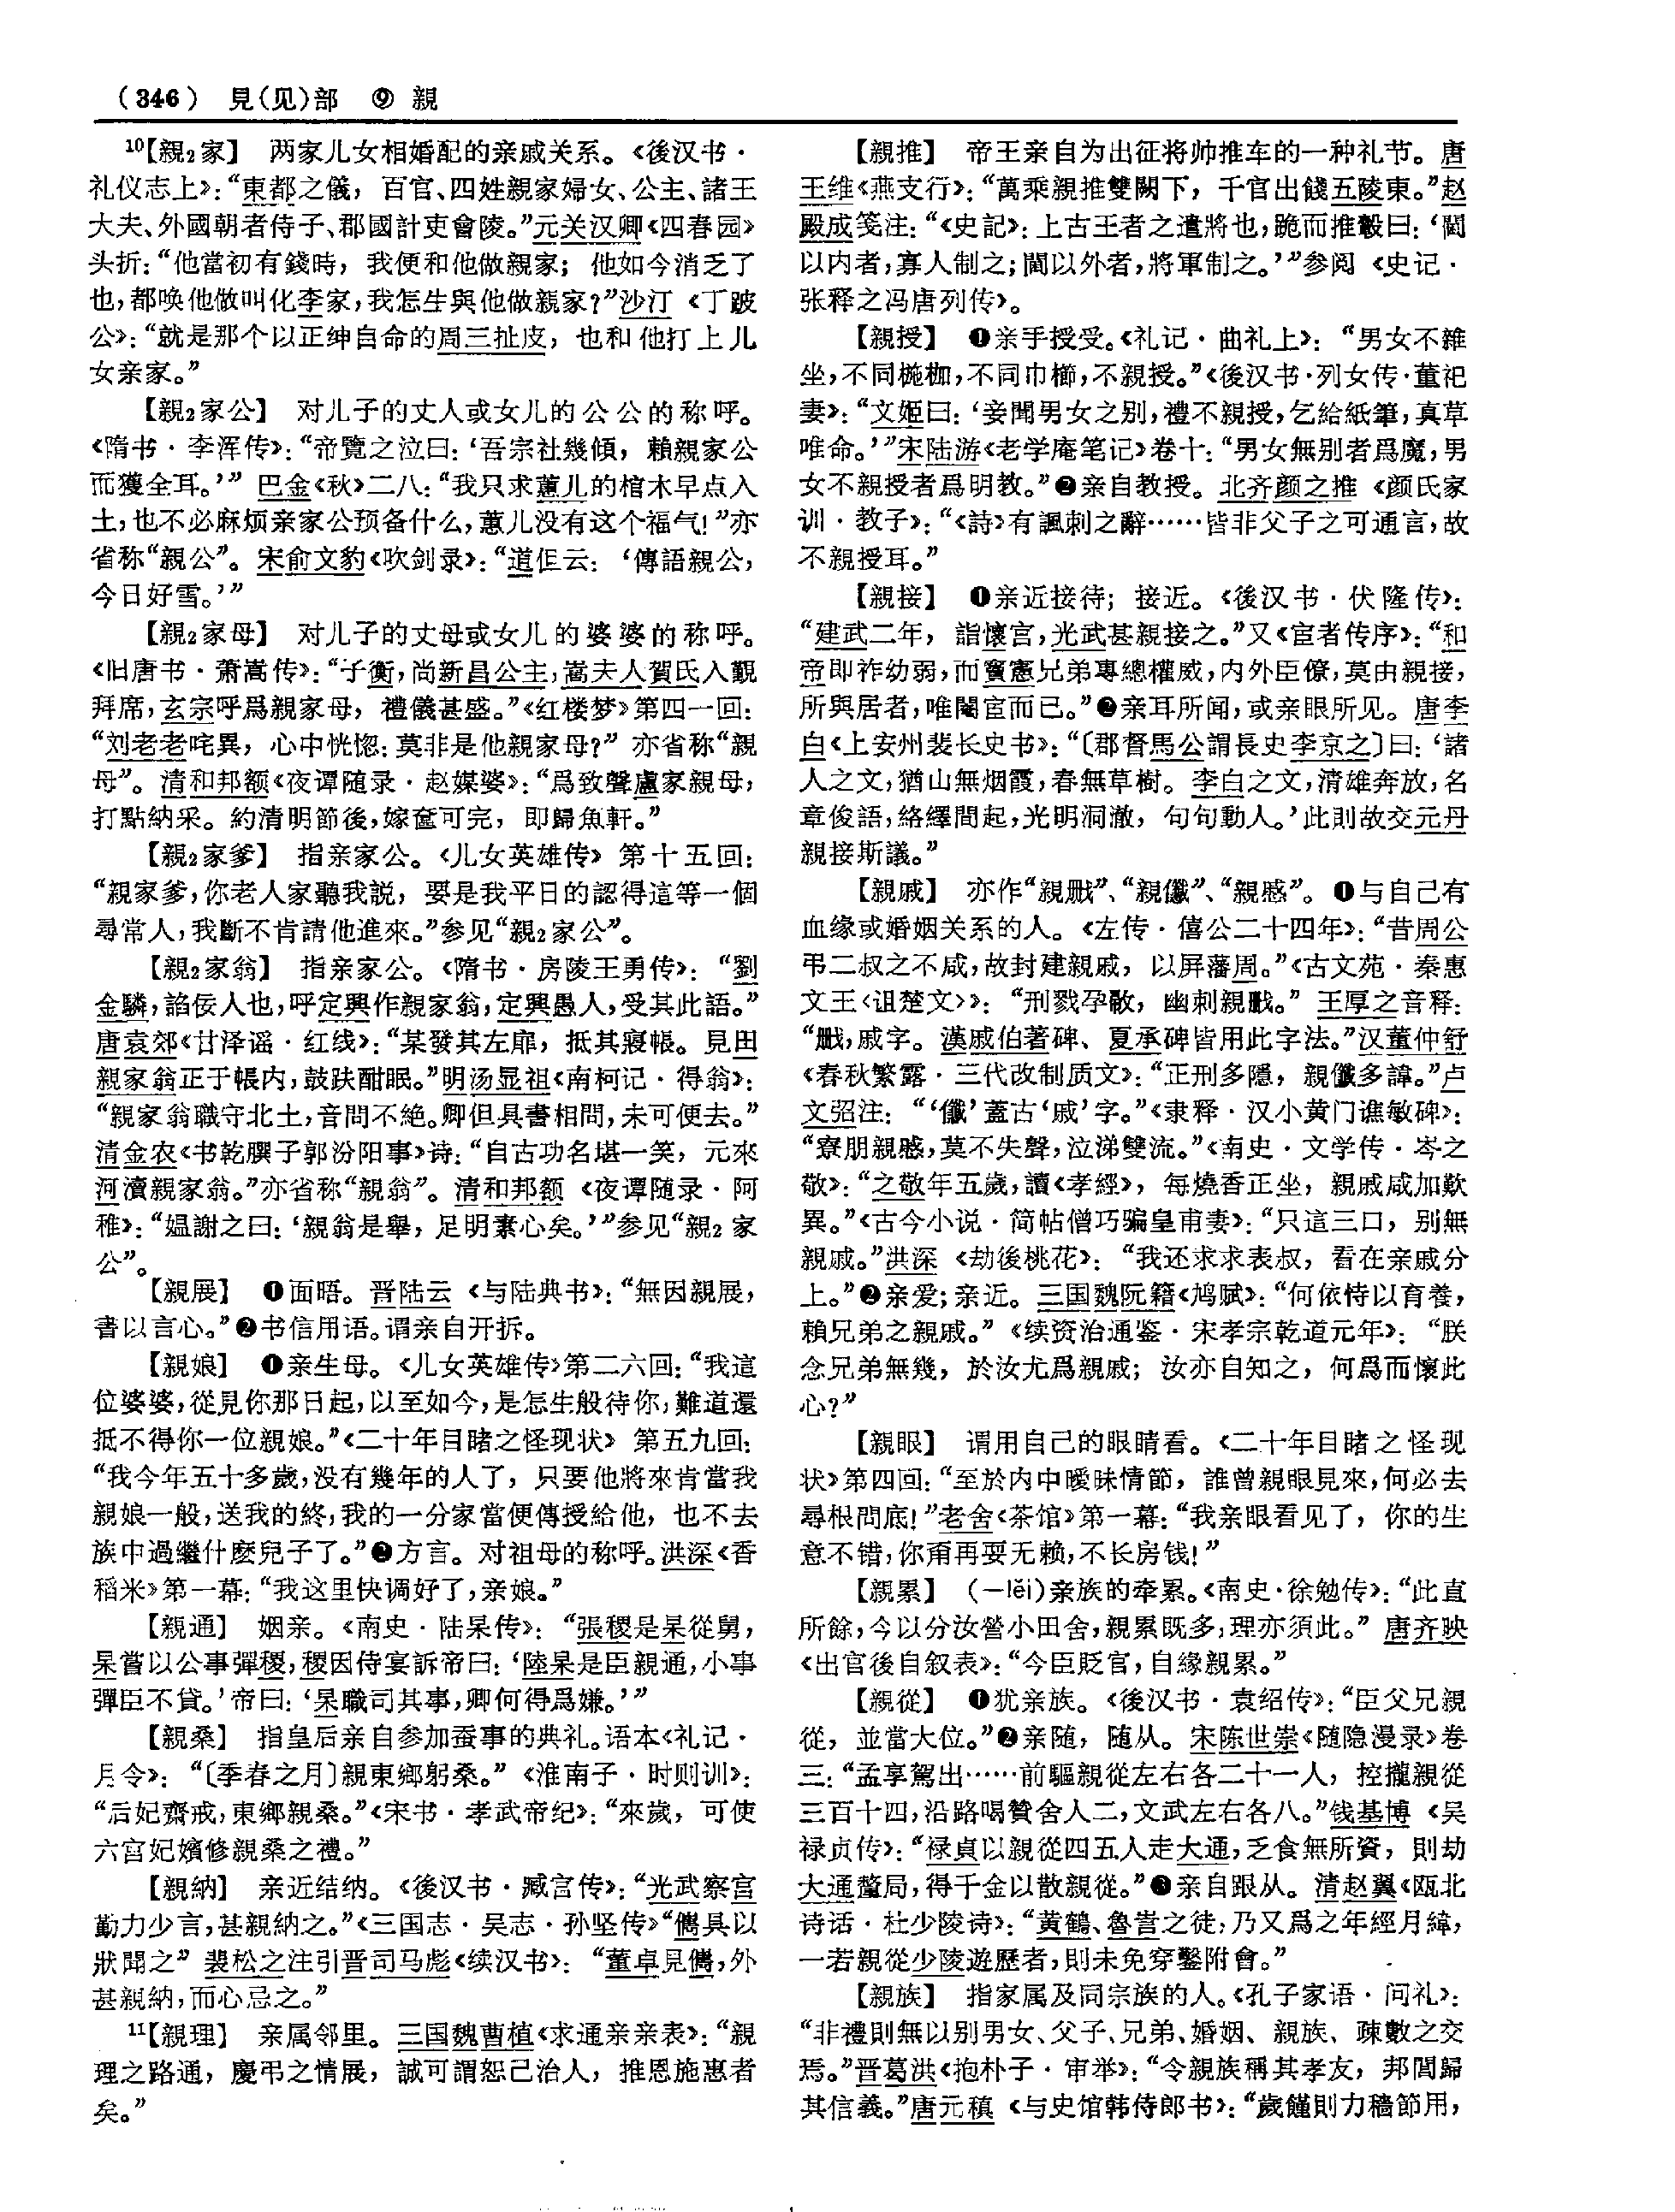 （346） 見（见）部 ⑨ 親
10【親₂家】 两家儿女相婚配的亲戚关系。《後汉书·
礼仪志上》：“東都之儀，百官、四姓親家婦女、公主、諸王
大夫、外國朝者侍子、郡國計吏會陵。”元关汉卿《四春园》
头折：“他當初有錢時，我便和他做親家；他如今消乏了
也，都唤他做叫化李家，我怎生與他做親家？”沙汀《丁跛
公》：“就是那个以正绅自命的周三扯皮，也和他打上儿
女亲家。”
【親₂家公】 对儿子的丈人或女儿的公公的称呼。
《隋书·李浑传》：“帝覽之泣曰：‘吾宗社幾傾，賴親家公
而獲全耳。’”巴金《秋》二八：“我只求蕙儿的棺木早点入
土，也不必麻烦亲家公预备什么，蕙儿没有这个福气！”亦
省称“親公”。宋俞文豹《吹剑录》：“道伹云：‘傳語親公，
今日好雪。’”
【親₂家母】 对儿子的丈母或女儿的婆婆的称呼。
《旧唐书·萧嵩传》：“子衡，尚新昌公主，嵩夫人賀氏入覲
拜席，玄宗呼爲親家母，禮儀甚盛。”《红楼梦》第四一回：
“刘老老咤異，心中恍惚：莫非是他親家母？”亦省称“親
母”。清和邦额《夜谭随录·赵媒婆》：“爲致聲盧家親母，
打點納采。約清明節後，嫁奩可完，即歸魚軒。”
【親₂家爹】 指亲家公。《儿女英雄传》第十五回：
“親家爹，你老人家聽我説，要是我平日的認得這等一個
尋常人，我斷不肯請他進來。”参见“親₂家公”。
【親₂家翁】 指亲家公。《隋书·房陵王勇传》：“劉
金驎，諂佞人也，呼定興作親家翁，定興愚人，受其此語。”
唐袁郊《甘泽谣·红线》：“某發其左扉，抵其寢帳。見田
親家翁正于帳内，鼓趺酣眠。”明汤显祖《南柯记·得翁》：
“親家翁職守北土，音問不絶。卿但具書相問，未可便去。”
清金农《书乾𦠆子郭汾阳事》诗：“自古功名堪一笑，元來
河瀆親家翁。”亦省称“親翁”。清和邦额《夜谭随录·阿
稚》：“媪謝之曰：‘親翁是舉，足明素心矣。’”参见“親₂家
公”。
【親展】 ❶面晤。晋陆云《与陆典书》：“無因親展，
書以言心。”❷书信用语。谓亲自开拆。
【親娘】 ❶亲生母。《儿女英雄传》第二六回：“我這
位婆婆，從見你那日起，以至如今，是怎生般待你，難道還
抵不得你一位親娘。”《二十年目睹之怪现状》第五九回：
“我今年五十多歲，没有幾年的人了，只要他將來肯當我
親娘一般，送我的終，我的一分家當便傳授給他，也不去
族中過繼什麽兒子了。”❷方言。对祖母的称呼。洪深《香
稻米》第一幕：“我这里快调好了，亲娘。”
【親通】 姻亲。《南史·陆杲传》：“張稷是杲從舅，
杲嘗以公事彈稷，稷因侍宴訴帝曰：‘陸杲是臣親通，小事
彈臣不貸。’帝曰：‘杲職司其事，卿何得爲嫌。’”
【親桑】 指皇后亲自参加蚕事的典礼。语本《礼记·
月令》：“〔季春之月〕親東鄉躬桑。”《淮南子·时则训》：
“后妃齋戒，東鄉親桑。”《宋书·孝武帝纪》：“來歲，可使
六宫妃嬪修親桑之禮。”
【親納】 亲近结纳。《後汉书·臧宫传》：“光武察宫
勤力少言，甚親納之。”《三国志·吴志·孙坚传》“儁具以
狀聞之”裴松之注引晋司马彪《续汉书》：“董卓見儁，外
甚親納，而心忌之。”
11【親理】 亲属邻里。三国魏曹植《求通亲亲表》：“親
理之路通，慶弔之情展，誠可謂恕己治人，推恩施惠者
矣。”
【親推】 帝王亲自为出征将帅推车的一种礼节。唐
王维《燕支行》：“萬乘親推雙闕下，千官出餞五陵東。”赵
殿成笺注：“《史記》：上古王者之遣將也，跪而推轂曰：‘閫
以内者，寡人制之；閫以外者，將軍制之。’”参阅《史记·
张释之冯唐列传》。
【親授】 ❶亲手授受。《礼记·曲礼上》：“男女不雜
坐，不同椸枷，不同巾櫛，不親授。”《後汉书·列女传·董祀
妻》：“文姬曰：‘妾聞男女之别，禮不親授，乞給紙筆，真草
唯命。’”宋陆游《老学庵笔记》卷十：“男女無别者爲魔，男
女不親授者爲明教。”❷亲自教授。北齐颜之推《颜氏家
训·教子》：“《詩》有諷刺之辭……皆非父子之可通言，故
不親授耳。”
【親接】 ❶亲近接待；接近。《後汉书·伏隆传》：
“建武二年，詣懷宫，光武甚親接之。”又《宦者传序》：“和
帝即祚幼弱，而竇憲兄弟專總權威，内外臣僚，莫由親接，
所與居者，唯閹宦而已。”❷亲耳所闻，或亲眼所见。唐李
白《上安州裴长史书》：“〔郡督馬公謂長史李京之〕曰：‘諸
人之文，猶山無烟霞，春無草樹。李白之文，清雄奔放，名
章俊語，絡繹間起，光明洞澈，句句動人。’此則故交元丹
親接斯議。”
【親戚】 亦作“親戝”、“親㦰”、“親慼”。❶与自己有
血缘或婚姻关系的人。《左传·僖公二十四年》：“昔周公
弔二叔之不咸，故封建親戚，以屏藩周。”《古文苑·秦惠
文王〈诅楚文〉》：“刑戮孕㪋，幽刺親。”王厚之音释：
“，戚字。漢戚伯著碑、夏承碑皆用此字法。”汉董仲舒
《春秋繁露·三代改制质文》：“正刑多隱，親㦰多諱。”卢
文弨注：“‘㦰’蓋古‘戚’字。”《隶释·汉小黄门谯敏碑》：
“寮朋親慼，莫不失聲，泣涕雙流。”《南史·文学传·岑之
敬》：“之敬年五歲，讀《孝經》，每燒香正坐，親戚咸加歎
異。”《古今小说·简帖僧巧骗皇甫妻》：“只這三口，别無
親戚。”洪深《劫後桃花》：“我还求求表叔，看在亲戚分
上。”❷亲爱；亲近。三国魏阮籍《鸠赋》：“何依恃以育養，
賴兄弟之親戚。”《续资治通鉴·宋孝宗乾道元年》：“朕
念兄弟無幾，於汝尤爲親戚；汝亦自知之，何爲而懷此
心？”
【親眼】 谓用自己的眼睛看。《二十年目睹之怪现
状》第四回：“至於内中曖昧情節，誰曾親眼見來，何必去
尋根問底！”老舍《茶馆》第一幕：“我亲眼看见了，你的生
意不错，你甭再耍无赖，不长房钱！”
【親累】 （—lěi）亲族的牵累。《南史·徐勉传》：“此直
所餘，今以分汝營小田舍，親累既多，理亦須此。”唐齐映
《出官後自叙表》：“今臣貶官，自緣親累。”
【親從】 ❶犹亲族。《後汉书·袁绍传》：“臣父兄親
從，並當大位。”❷亲随，随从。宋陈世崇《随隐漫录》卷
三：“孟享駕出……前驅親從左右各二十一人，控攏親從
三百十四，沿路喝贊舍人二，文武左右各八。”钱基博《吴
禄贞传》：“禄貞以親從四五人走大通，乏食無所資，則劫
大通釐局，得千金以散親從。”❸亲自跟从。清赵翼《瓯北
诗话·杜少陵诗》：“黄鶴、魯訔之徒，乃又爲之年經月緯，
一若親從少陵遊歷者，則未免穿鑿附會。”
【親族】 指家属及同宗族的人。《孔子家语·问礼》：
“非禮則無以别男女、父子、兄弟、婚姻、親族、疎數之交
焉。”晋葛洪《抱朴子·审举》：“令親族稱其孝友，邦閭歸
其信義。”唐元稹《与史馆韩侍郎书》：“歲饉則力穡節用，